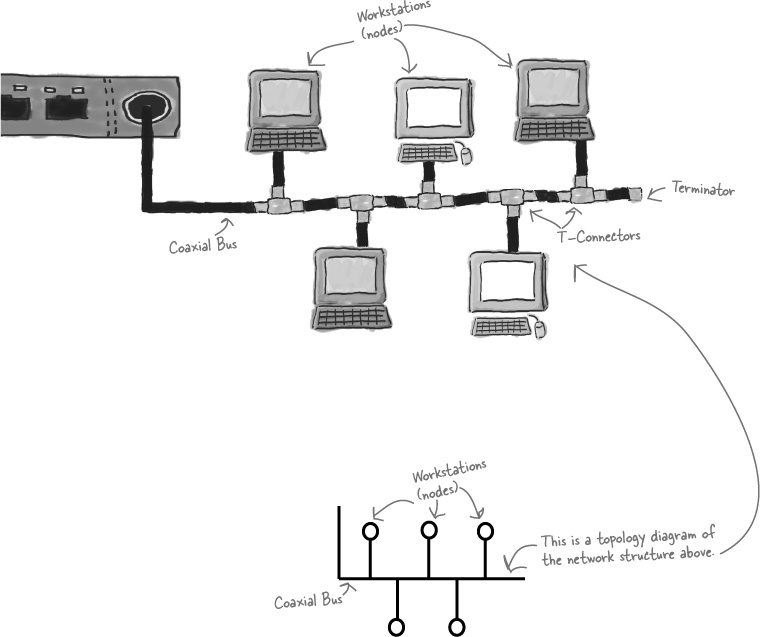 Workstations
(nodes)
Terminator
T-Connectors
Coaxial Bus
Workstations
(nodes)
This is a topology diagram of
the network structure above.
Coaxial Bus